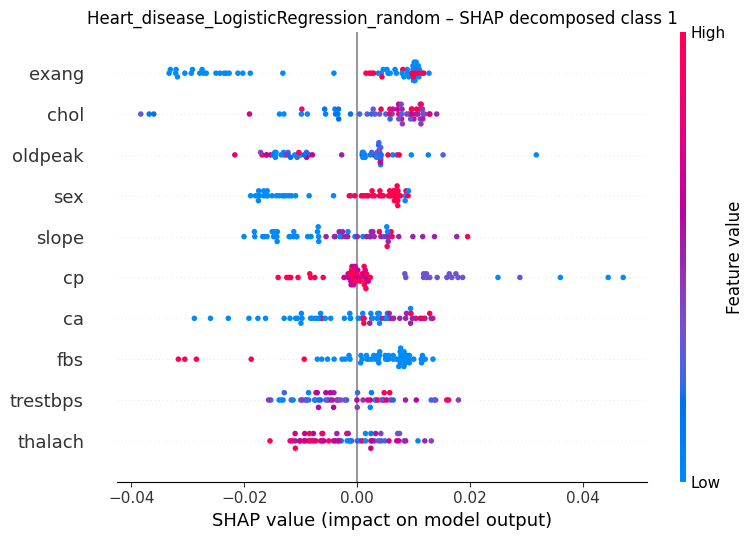 Heart_disease_LogisticRegression_random – SHAP decomposed class 1
High
exang
chol
oldpeak
sex
slope
cp
ca
fbs
trestbps
thalach
Feature value
Low
−0.04 −0.02 0.00 0.02 0.04
SHAP value (impact on model output)